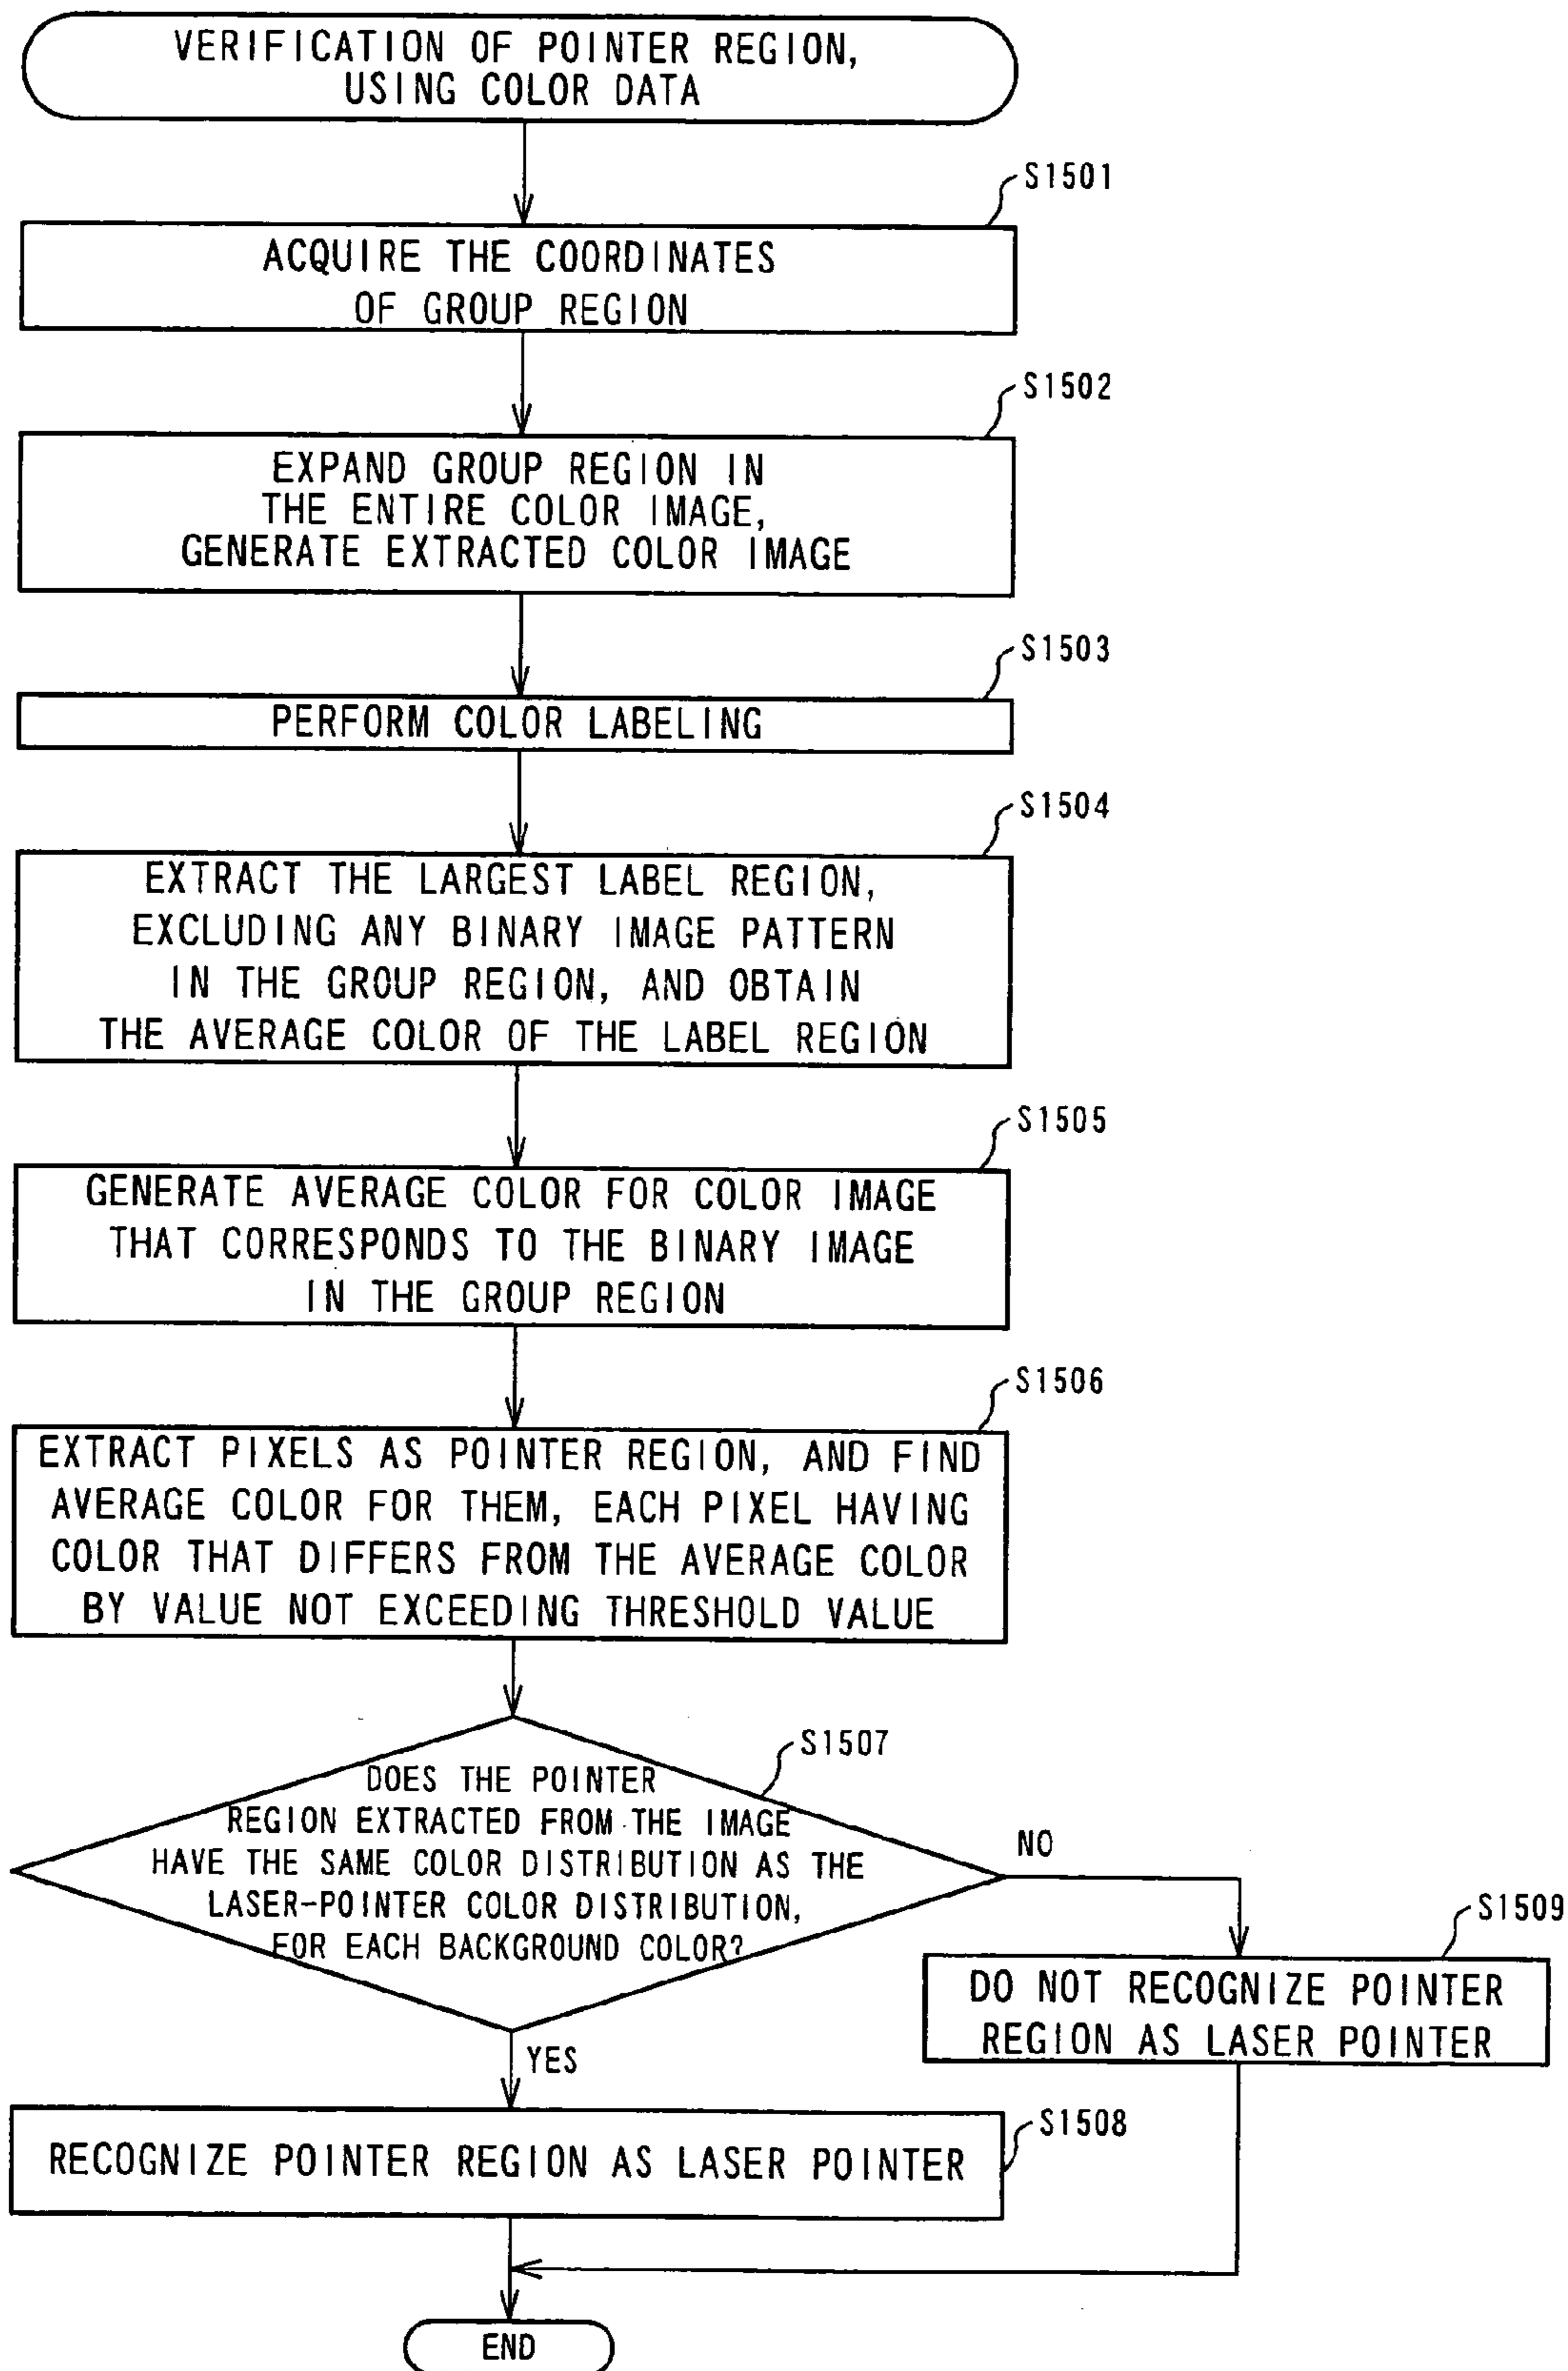 VERIFICATION OF POINTER REGION,
USING COLOR DATA
S1501
ACQUIRE THE COORDINATES
OF GROUP REGION
S1502
EXPAND GROUP REGION IN
THE ENTIRE COLOR IMAGE,
GENERATE EXTRACTED COLOR IMAGE
S1503
PERFORM COLOR LABELING
S1504
EXTRACT THE LARGEST LABEL REGION,
EXCLUDING ANY BINARY IMAGE PATTERN
IN THE GROUP REGION, AND OBTAIN
THE AVERAGE COLOR OF THE LABEL REGION
S1505
GENERATE AVERAGE COLOR FOR COLOR IMAGE
THAT CORRESPONDS TO THE BINARY IMAGE
IN THE GROUP REGION
S1506
EXTRACT PIXELS AS POINTER REGION, AND FIND
AVERAGE COLOR FOR THEM, EACH PIXEL HAVING
COLOR THAT DIFFERS FROM THE AVERAGE COLOR
BY VALUE NOT EXCEEDING THRESHOLD VALUE
S1507
DOES THE POINTER
REGION EXTRACTED FROM THE IMAGE
HAVE THE SAME COLOR DISTRIBUTION AS THE
LASER-POINTER COLOR DISTRIBUTION,
FOR EACH BACKGROUND COLOR?
NO
S1509
DO NOT RECOGNIZE POINTER
REGION AS LASER POINTER
YES
S1508
RECOGNIZE POINTER REGION AS LASER POINTER
END